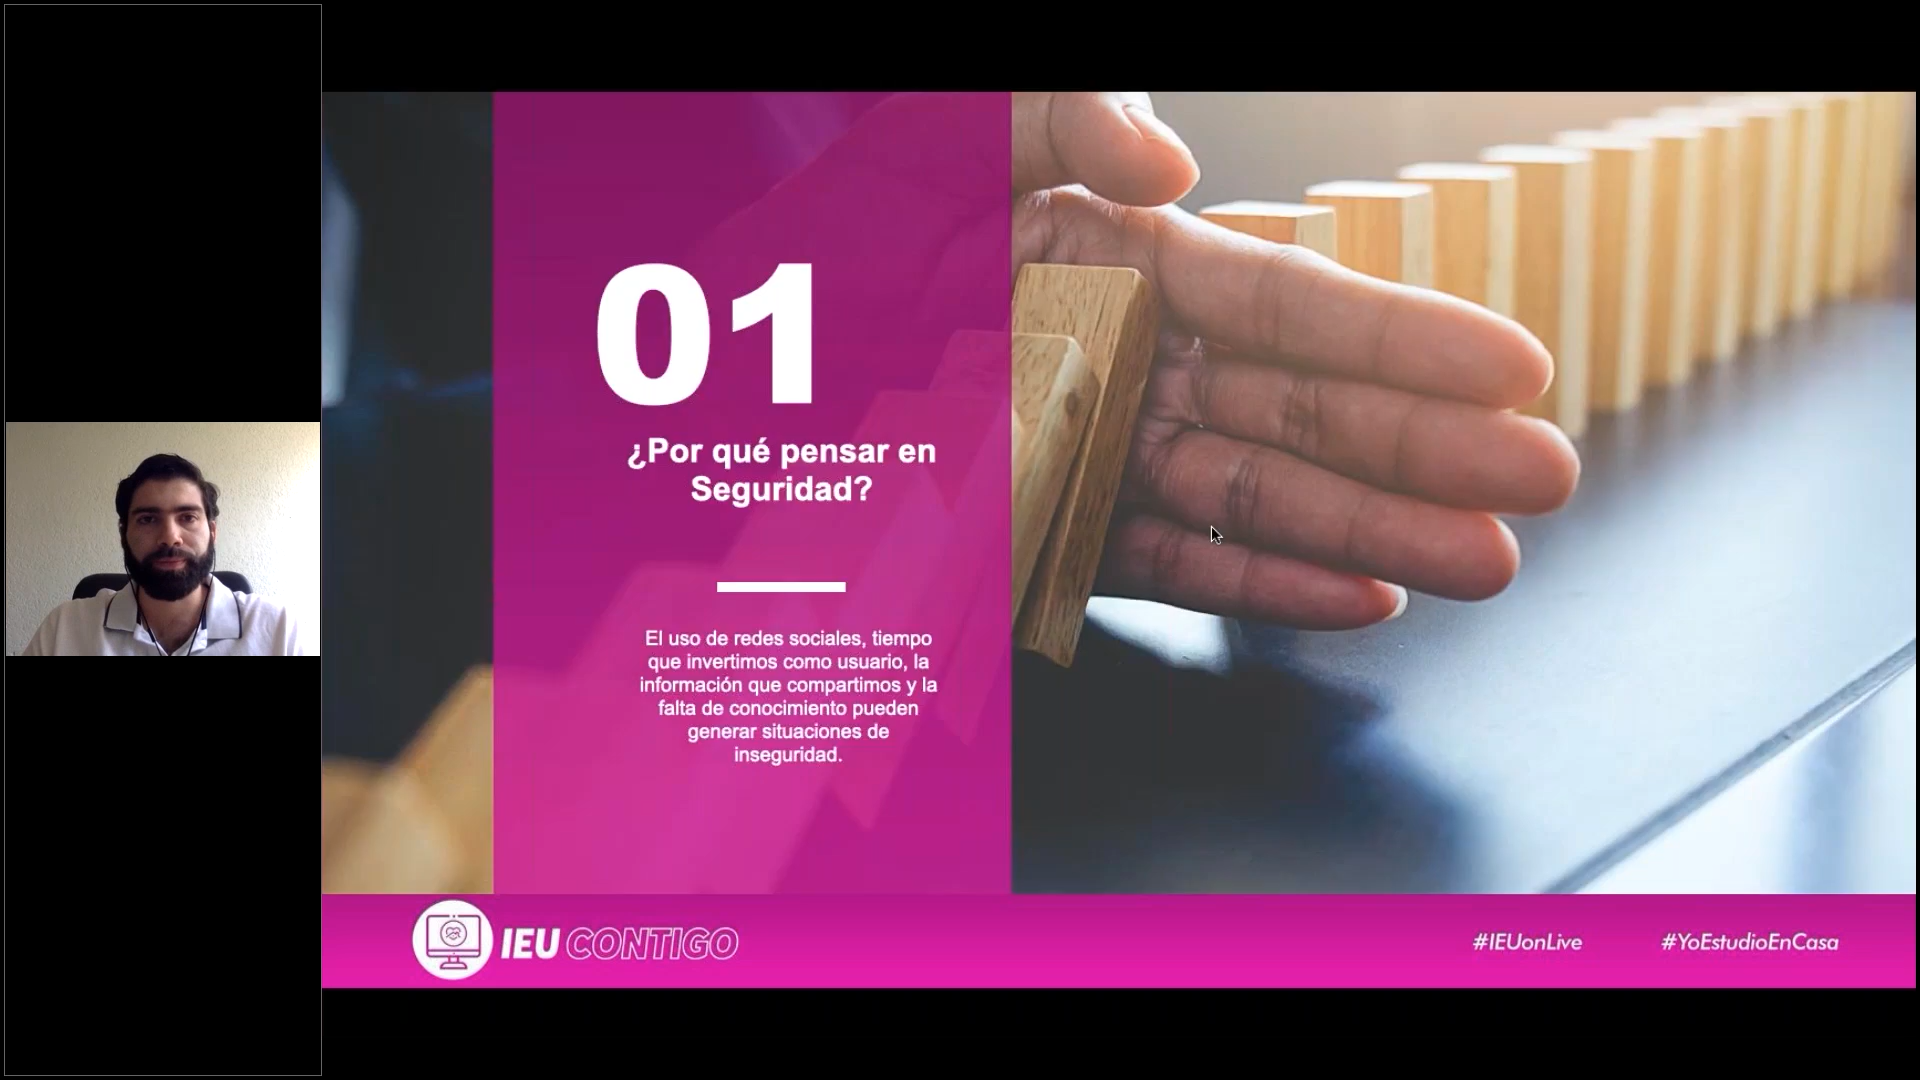 01
¿Por qué pensar en
Seguridad?
El uso de redes sociales, tiempo
que invertimos como usuario, la
información que compartimos y la
falta de conocimiento pueden
generar situaciones de
inseguridad.
IEU CONTIGO
#IEUonLive
#YoEstudioEnCasa